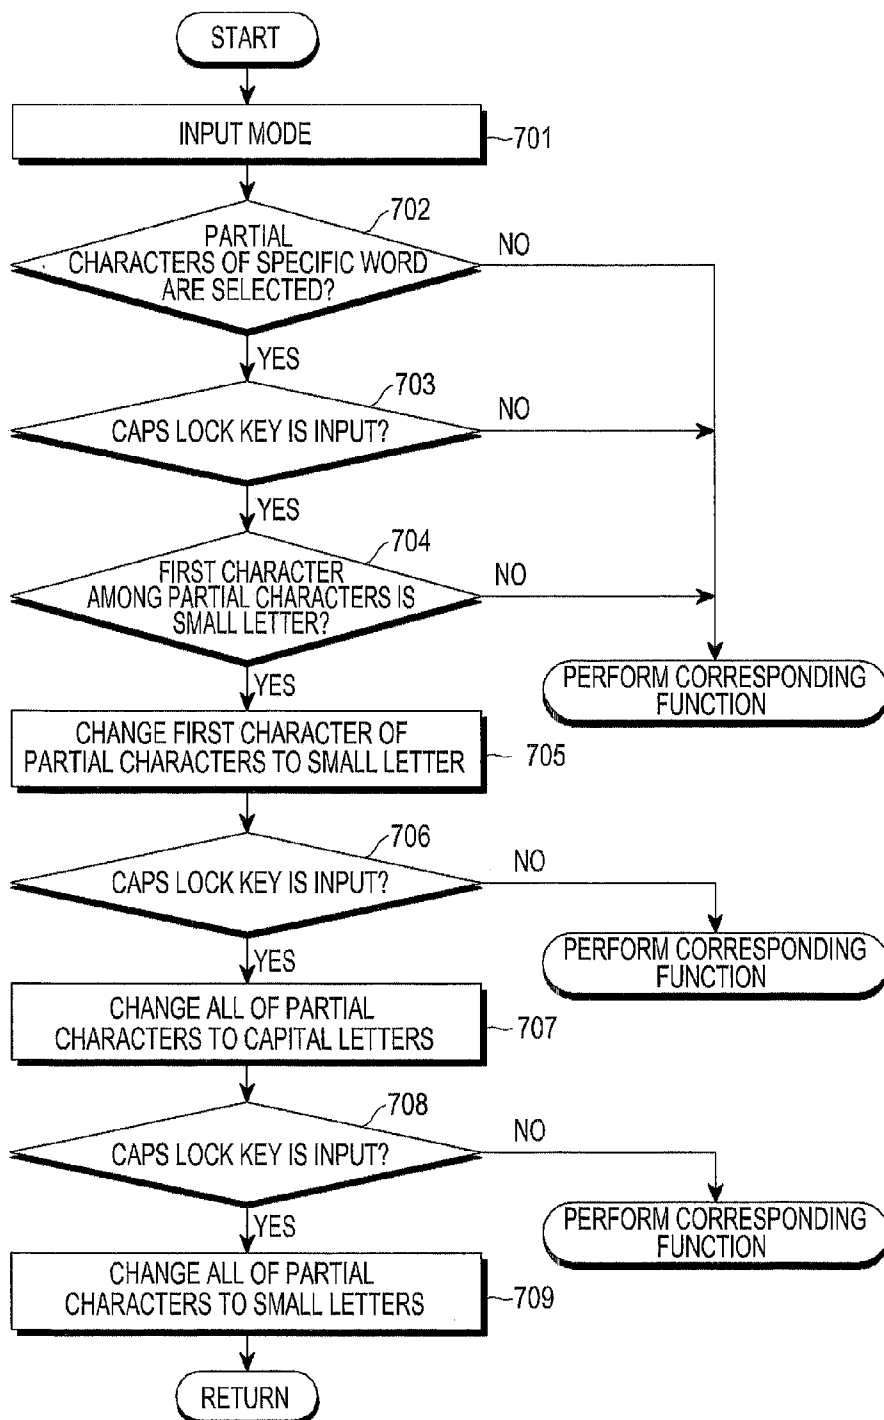 START
INPUT MODE
701
702
PARTIAL
CHARACTERS OF SPECIFIC WORD
ARE SELECTED?
NO
YES
703
CAPS LOCK KEY IS INPUT?
NO
YES
704
FIRST CHARACTER
AMONG PARTIAL CHARACTERS IS
SMALL LETTER?
NO
YES
PERFORM CORRESPONDING
FUNCTION
CHANGE FIRST CHARACTER OF
PARTIAL CHARACTERS TO SMALL LETTER
705
706
CAPS LOCK KEY IS INPUT?
NO
YES
PERFORM CORRESPONDING
FUNCTION
CHANGE ALL OF PARTIAL
CHARACTERS TO CAPITAL LETTERS
707
708
CAPS LOCK KEY IS INPUT?
NO
YES
PERFORM CORRESPONDING
FUNCTION
CHANGE ALL OF PARTIAL
CHARACTERS TO SMALL LETTERS
709
RETURN